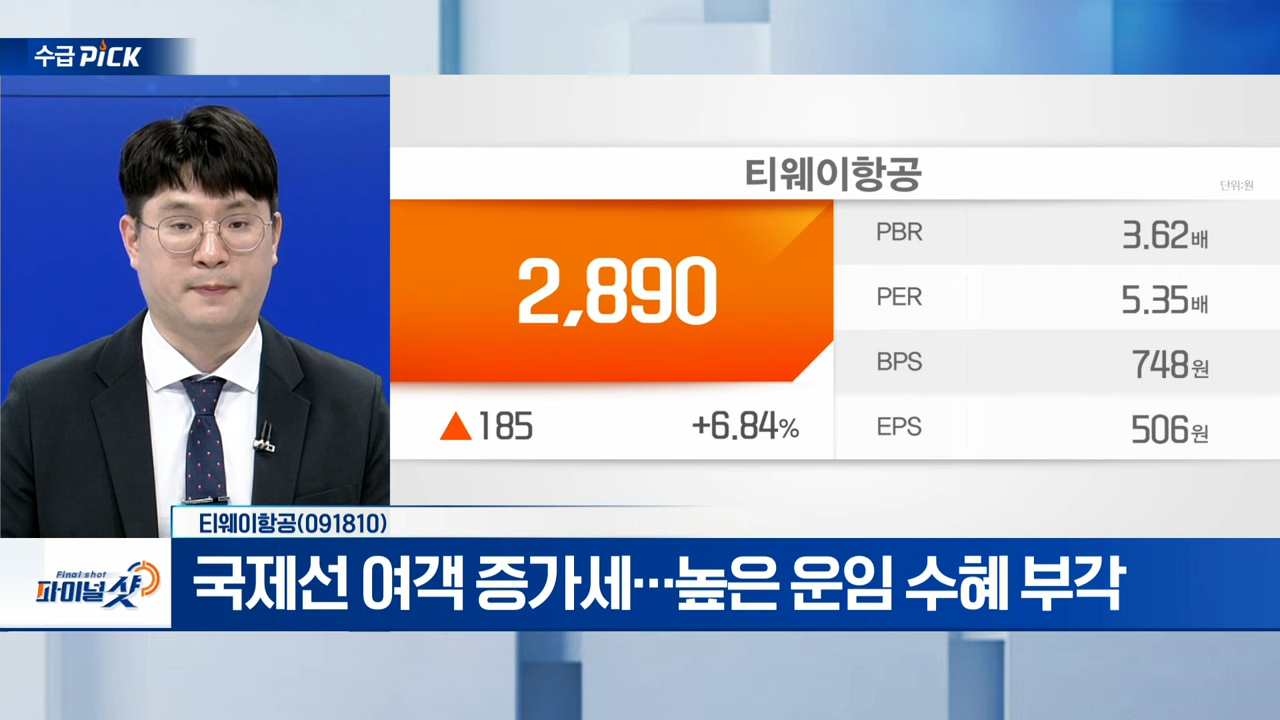 수급 PiCK
티웨이항공
단위:원
2,890
▲185 +6.84%
PBR 3.62배
PER 5.35배
BPS 748원
EPS 506원
티웨이항공(091810)
Final shot
파이널샷
국제선 여객 증가세…높은 운임 수혜 부각